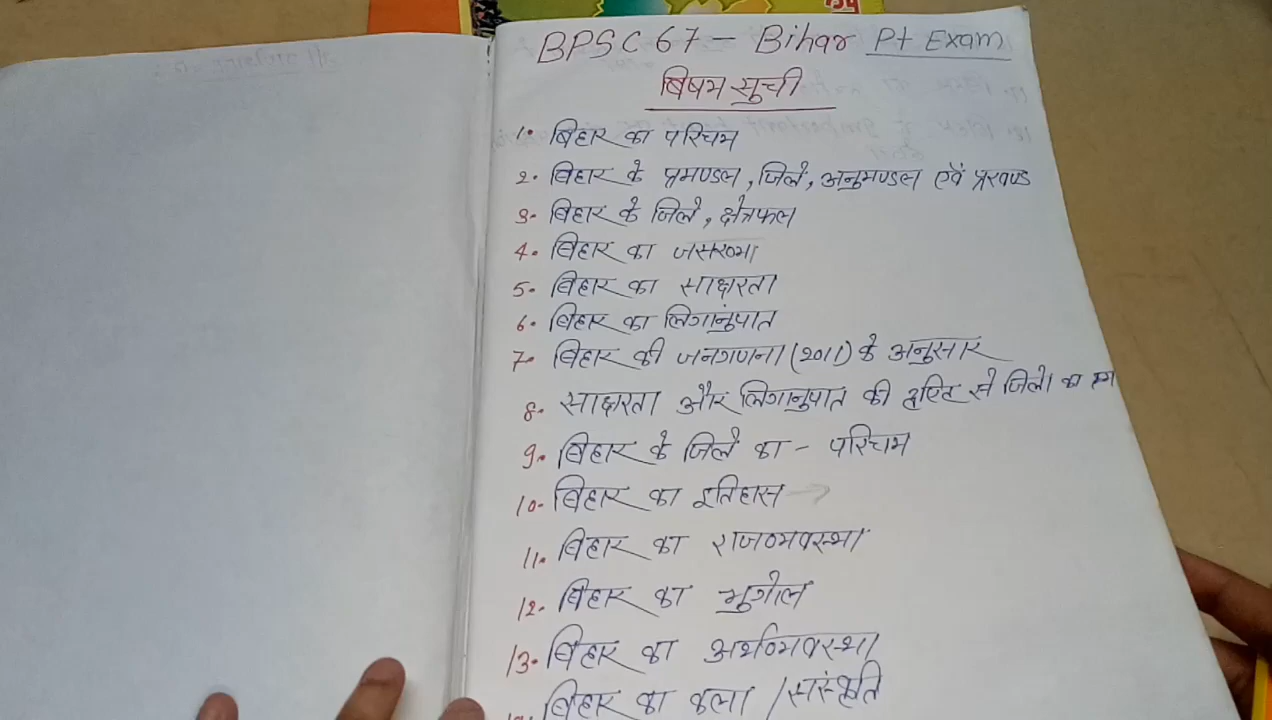 BPSC 67 - Bihar Pt Exam
बिषय सुची
1. बिहार का परिचय
2. बिहार के प्रमण्डल, जिले, अनुमण्डल एवं प्रखण्ड
3. बिहार के जिले, क्षेत्रफल
4. बिहार का जसंख्या
5. बिहार का साक्षरता
6. बिहार का लिगानुंपात
7. बिहार की जनगणना (2011) के अनुसार
8. साक्षरता और लिगानुपात की दृष्टि से जिलो का
9. बिहार के जिले का - परिचय
10. बिहार का इतिहास
11. बिहार का राजव्यवस्था
12. बिहार का भुगोल
13. बिहार का अर्थव्यवस्था
बिहार का कला / संस्कृति